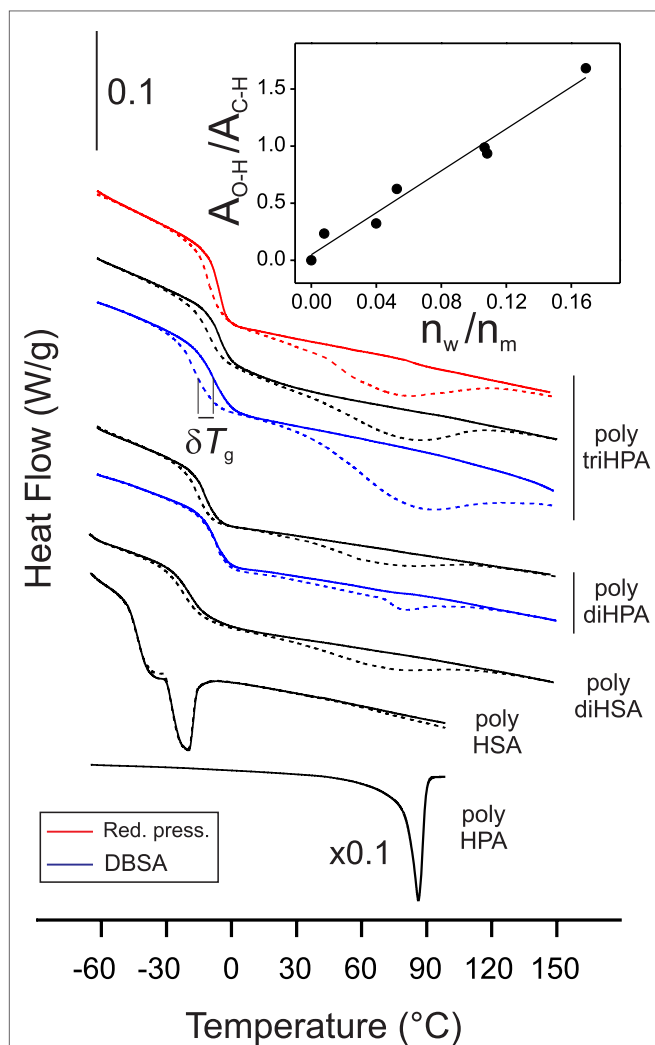 0.1
A_O-H/A_C-H
1.5
1.0
0.5
0.0
0.00 0.04 0.08 0.12 0.16
n_w/n_m
Heat Flow (W/g)
δT_g
poly
triHPA
poly
diHPA
poly
diHSA
poly
HSA
poly
HPA
x0.1
Red. press.
DBSA
-60 -30 0 30 60 90 120 150
Temperature (°C)